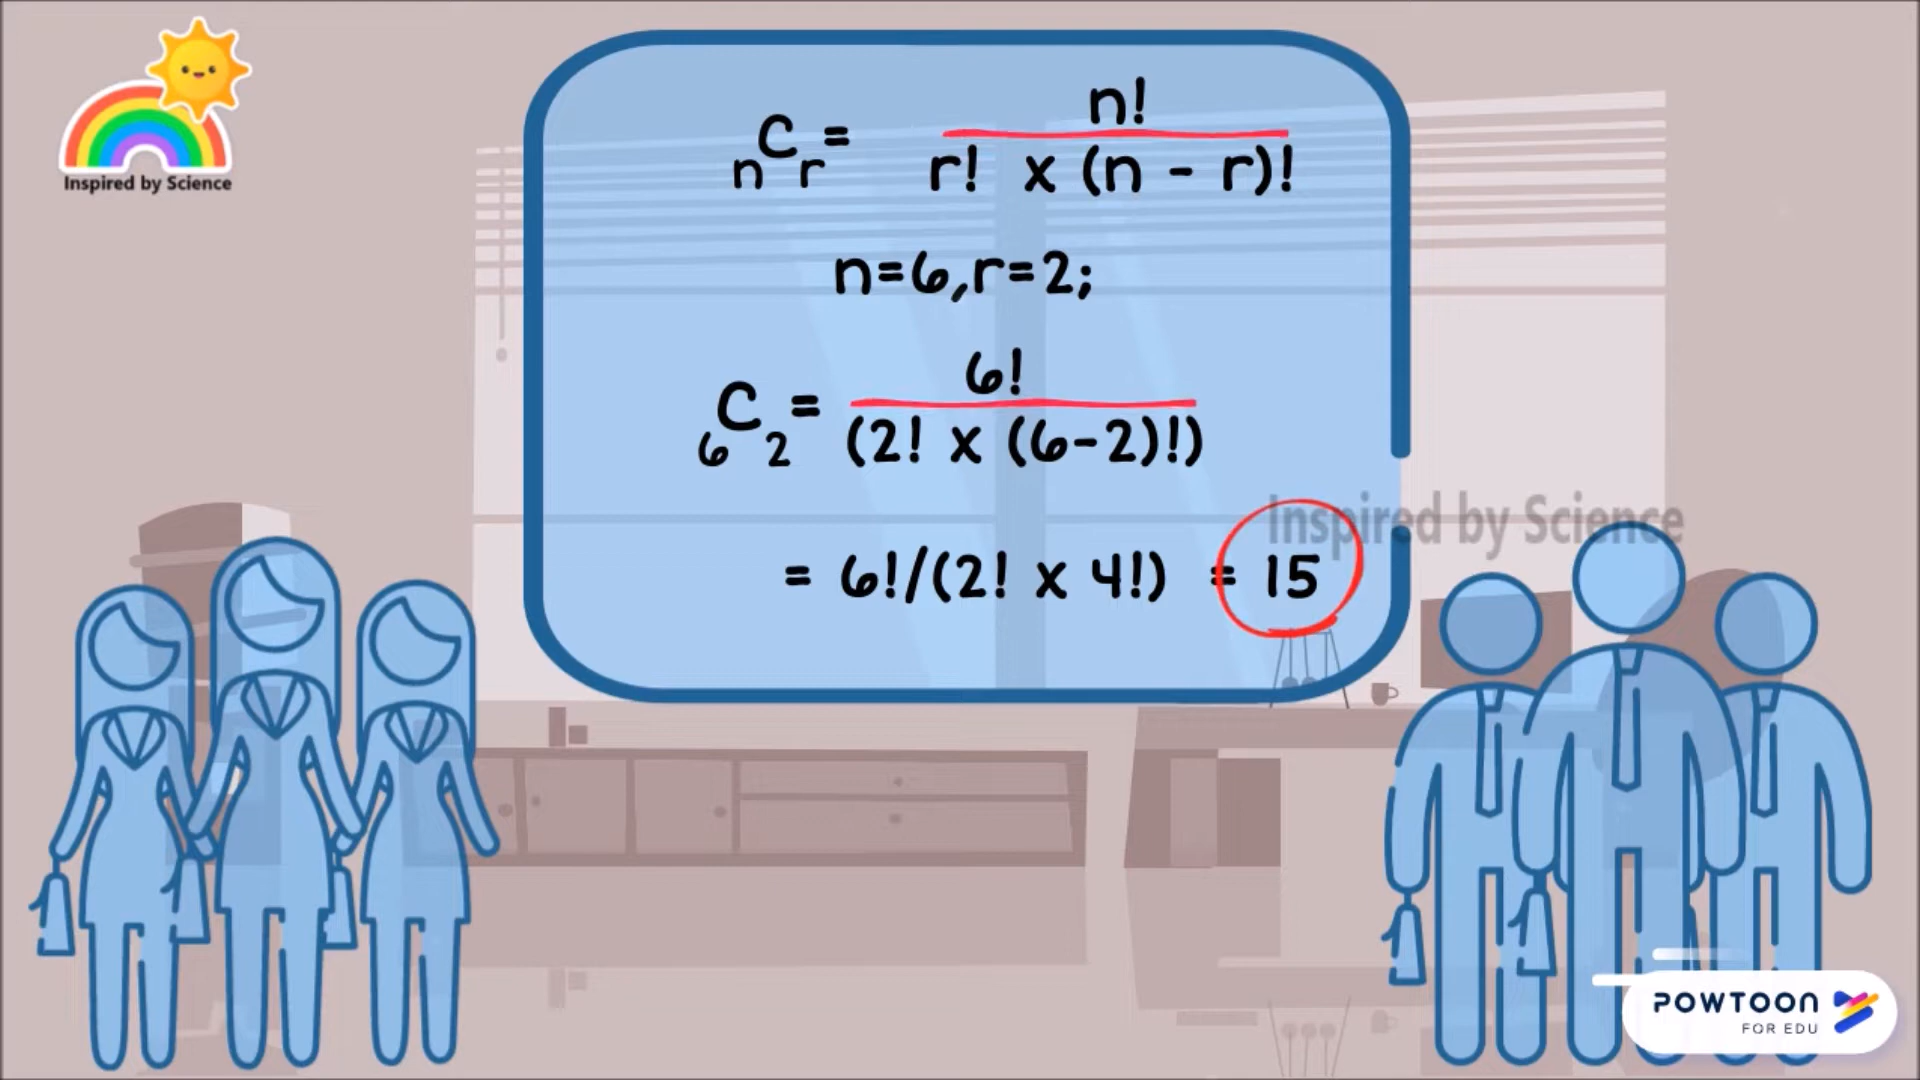 Inspired by Science
nCr = n! / r! x (n - r)!
n=6,r=2;
6C2 = 6! / (2! x (6-2)!)
= 6!/(2! x 4!) = 15
Inspired by Science
POWTOON
FOR EDU